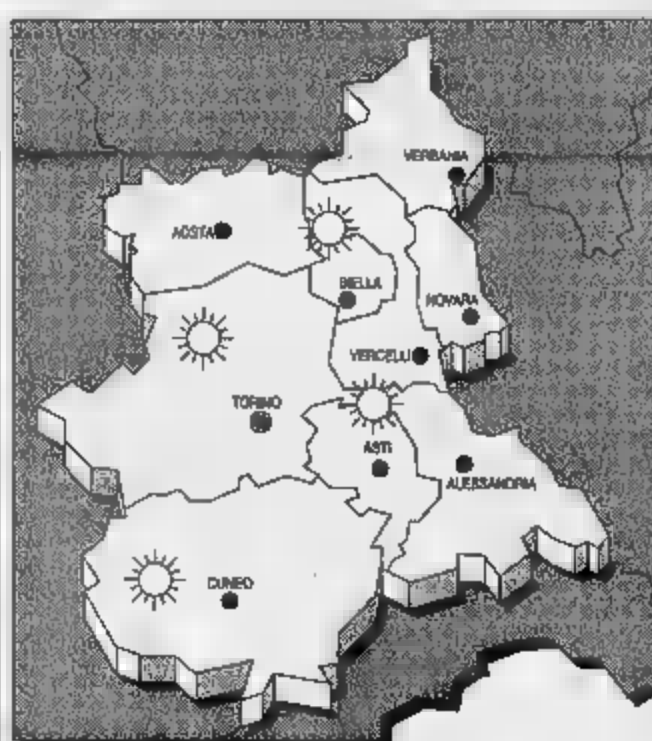 VERBANIA
AOSTA
BIELLA
NOVARA
VERCELLI
TORINO
ASTI
ALESSANDRIA
CUNEO